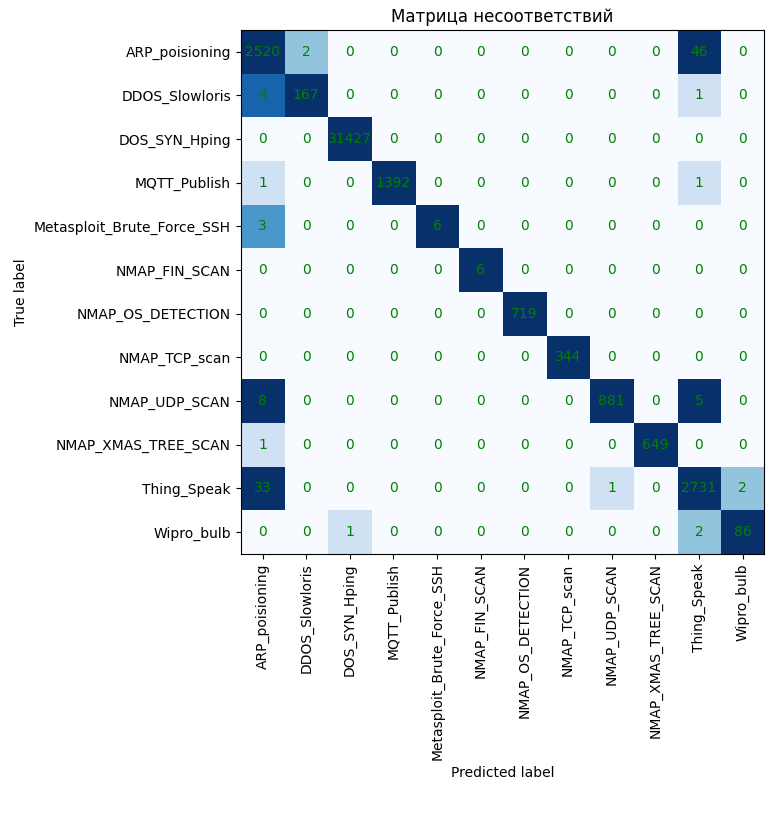 Матрица несоответствий
True label
ARP_poisioning 2520 2 0 0 0 0 0 0 0 0 46 0
DDOS_Slowloris 4 167 0 0 0 0 0 0 0 0 1 0
DOS_SYN_Hping 0 0 31427 0 0 0 0 0 0 0 0 0
MQTT_Publish 1 0 0 1392 0 0 0 0 0 0 1 0
Metasploit_Brute_Force_SSH 3 0 0 0 6 0 0 0 0 0 0 0
NMAP_FIN_SCAN 0 0 0 0 0 6 0 0 0 0 0 0
NMAP_OS_DETECTION 0 0 0 0 0 0 719 0 0 0 0 0
NMAP_TCP_scan 0 0 0 0 0 0 0 344 0 0 0 0
NMAP_UDP_SCAN 8 0 0 0 0 0 0 0 881 0 5 0
NMAP_XMAS_TREE_SCAN 1 0 0 0 0 0 0 0 0 649 0 0
Thing_Speak 33 0 0 0 0 0 0 0 1 0 2731 2
Wipro_bulb 0 0 1 0 0 0 0 0 0 0 2 86
ARP_poisioning
DDOS_Slowloris
DOS_SYN_Hping
MQTT_Publish
Metasploit_Brute_Force_SSH
NMAP_FIN_SCAN
NMAP_OS_DETECTION
NMAP_TCP_scan
NMAP_UDP_SCAN
NMAP_XMAS_TREE_SCAN
Thing_Speak
Wipro_bulb
Predicted label